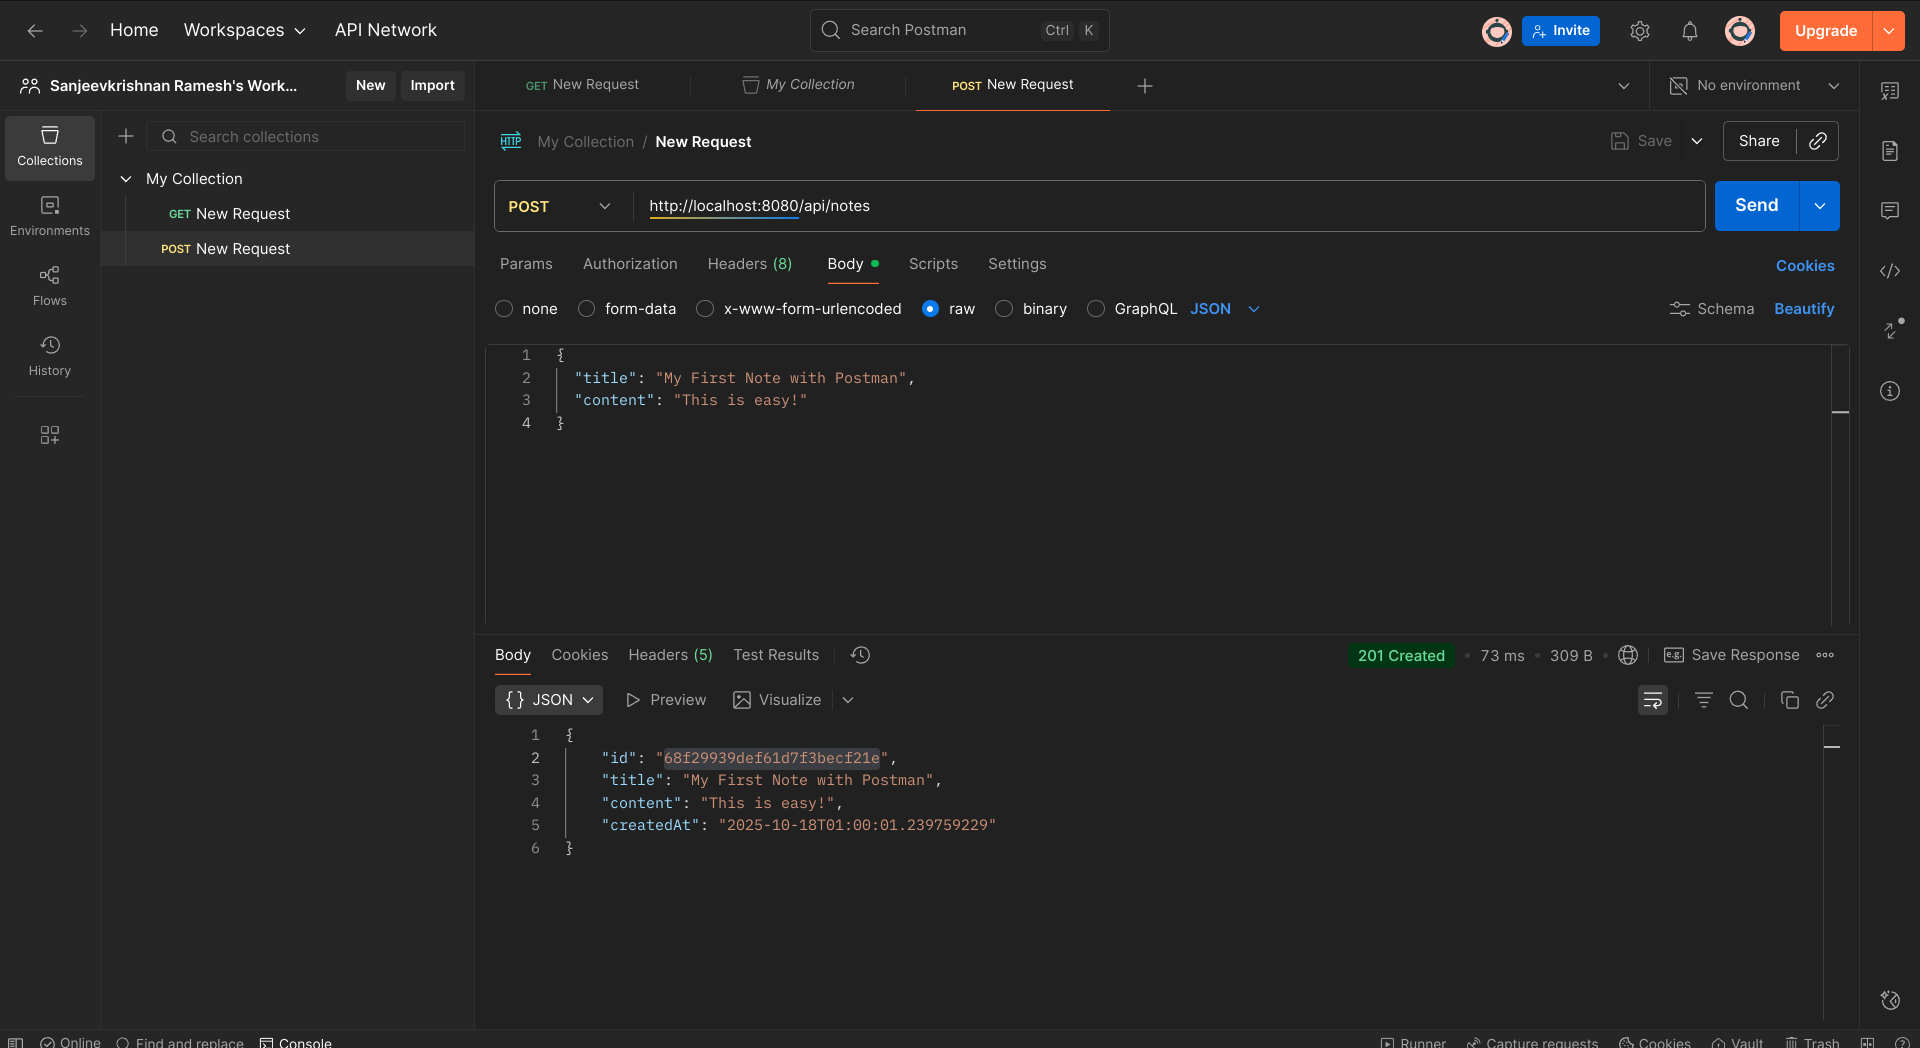 Home Workspaces API Network Search Postman Ctrl K Invite Upgrade
Sanjeevkrishnan Ramesh's Work... New Import GET New Request My Collection POST New Request No environment
Search collections
Collections
My Collection
GET New Request
POST New Request
Environments
Flows
History
HTTP My Collection / New Request Save Share
POST http://localhost:8080/api/notes Send
Params Authorization Headers (8) Body Scripts Settings Cookies
none form-data x-www-form-urlencoded raw binary GraphQL JSON Schema Beautify
1 {
2 "title": "My First Note with Postman",
3 "content": "This is easy!"
4 }
Body Cookies Headers (5) Test Results 201 Created • 73 ms • 309 B e.g. Save Response
{} JSON Preview Visualize
1 {
2 "id": "68f29939def61d7f3becf21e",
3 "title": "My First Note with Postman",
4 "content": "This is easy!",
5 "createdAt": "2025-10-18T01:00:01.239759229"
6 }
Online Find and replace Console Runner Capture requests Cookies Vault Trash